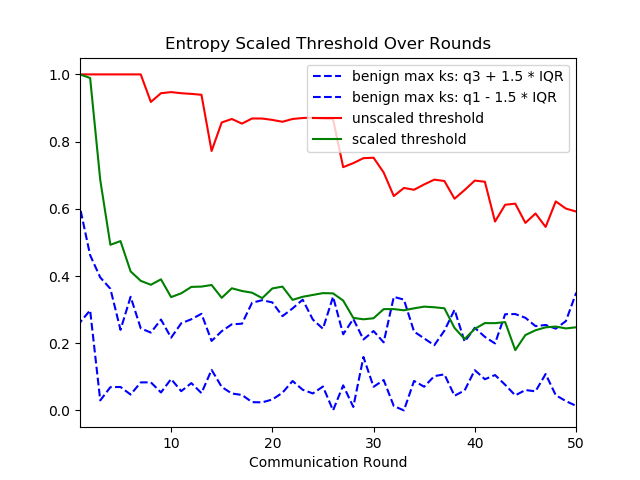 Entropy Scaled Threshold Over Rounds
benign max ks: q3 + 1.5 * IQR
benign max ks: q1 - 1.5 * IQR
unscaled threshold
scaled threshold
1.0
0.8
0.6
0.4
0.2
0.0
10 20 30 40 50
Communication Round